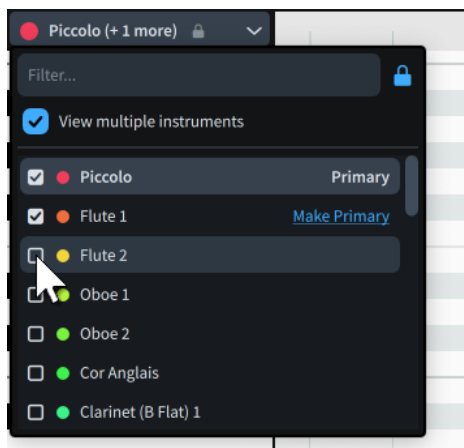 Piccolo (+ 1 more)
Filter...
View multiple instruments
Piccolo Primary
Flute 1 Make Primary
Flute 2
Oboe 1
Oboe 2
Cor Anglais
Clarinet (B Flat) 1